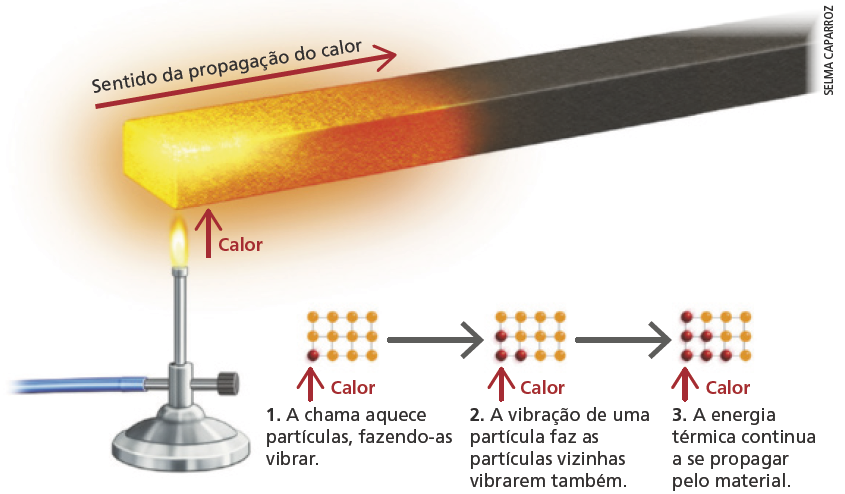 SELMA CAPARROZ
Sentido da propagação do calor
Calor
Calor
1. A chama aquece
partículas, fazendo-as
vibrar.
Calor
2. A vibração de uma
partícula faz as
partículas vizinhas
vibrarem também.
Calor
3. A energia
térmica continua
a se propagar
pelo material.